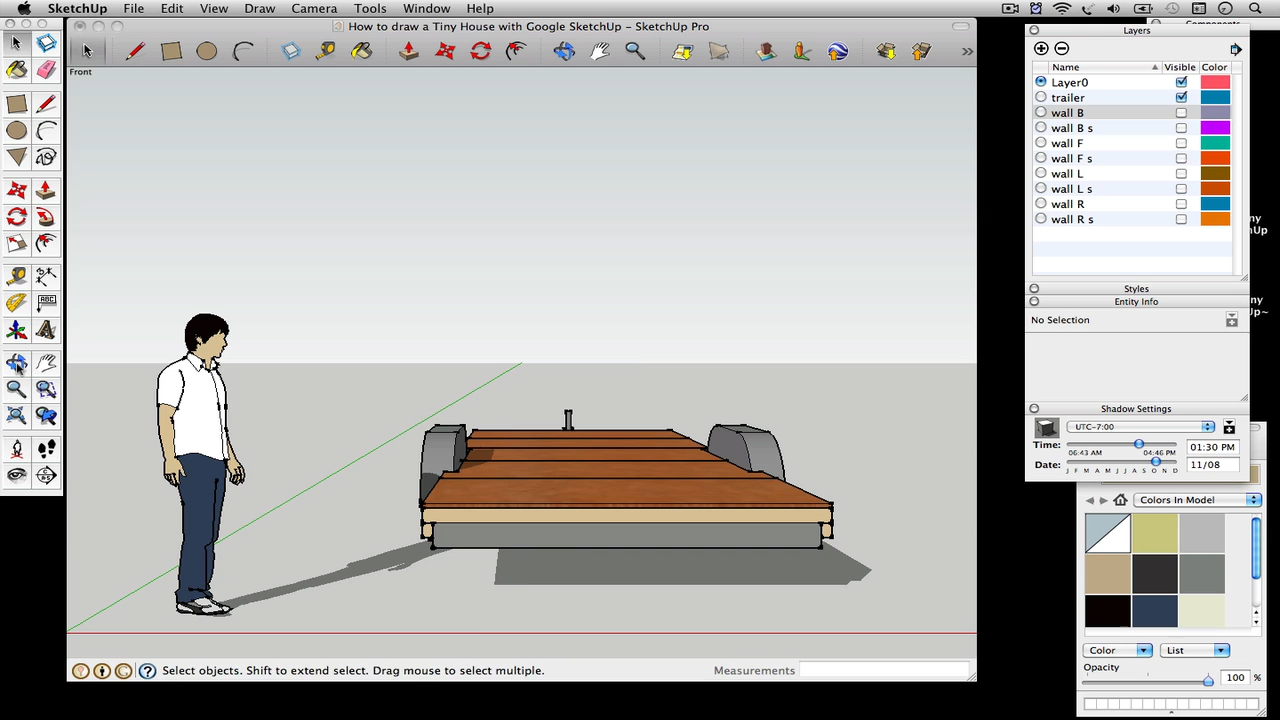 SketchUp File Edit View Draw Camera Tools Window Help
How to draw a Tiny House with Google SketchUp - SketchUp Pro
Front
Layers
Name Visible Color
Layer0
trailer
wall B
wall B s
wall F
wall F s
wall L
wall L s
wall R
wall R s
Styles
Entity Info
No Selection
Shadow Settings
UTC-7:00
Time: 01:30 PM
06:43 AM 04:46 PM
Date: 11/08
J F M A M J J A S O N D
Colors In Model
Color List
Opacity
100 %
Select objects. Shift to extend select. Drag mouse to select multiple.
Measurements
ABC